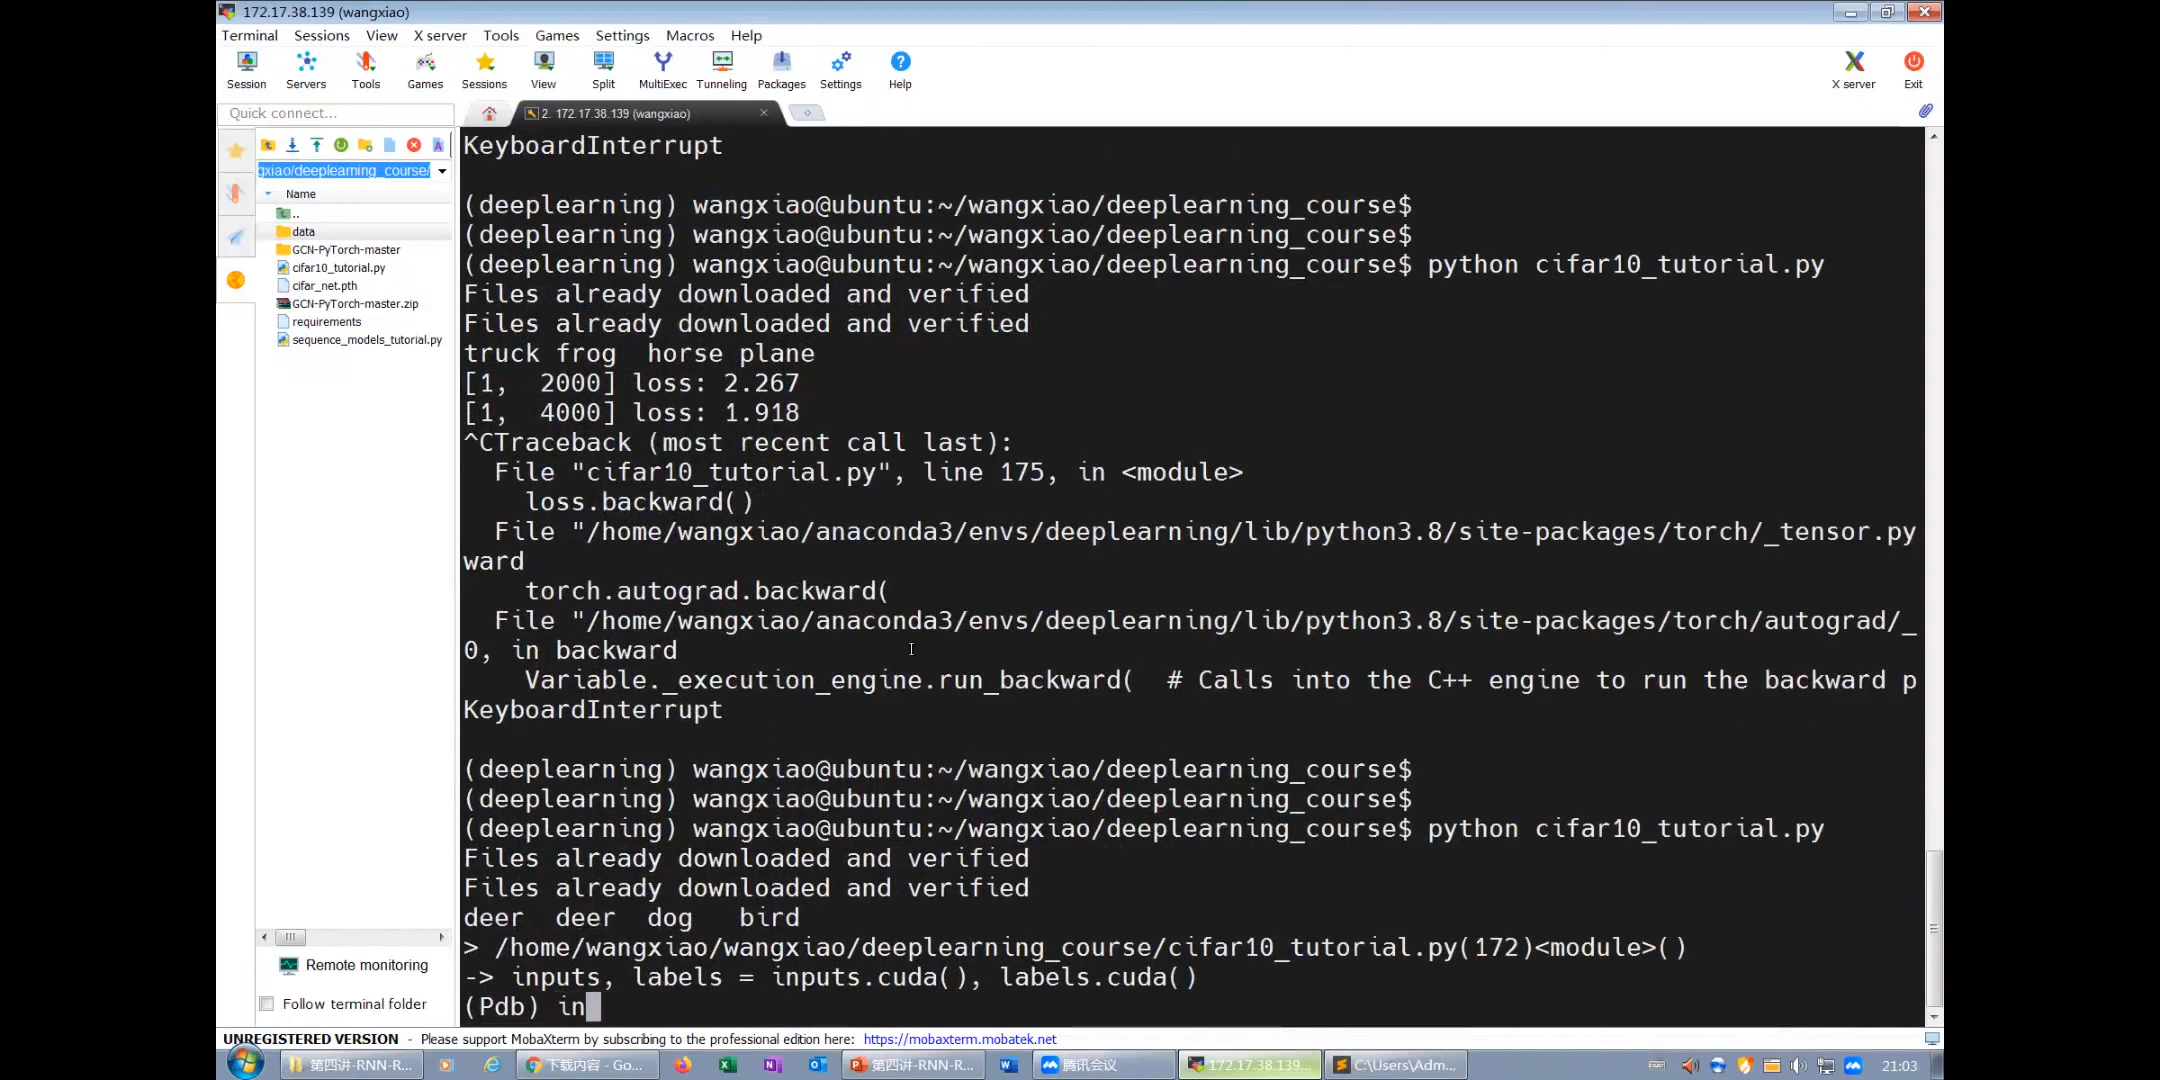 172.17.38.139 (wangxiao)
Terminal Sessions View X server Tools Games Settings Macros Help
Session Servers Tools Games Sessions View Split MultiExec Tunneling Packages Settings Help X server Exit
Quick connect...
2. 172.17.38.139 (wangxiao)
gxiao/deeplearning_course/
Name
..
data
GCN-PyTorch-master
cifar10_tutorial.py
cifar_net.pth
GCN-PyTorch-master.zip
requirements
sequence_models_tutorial.py
KeyboardInterrupt
(deeplearning) wangxiao@ubuntu:~/wangxiao/deeplearning_course$
(deeplearning) wangxiao@ubuntu:~/wangxiao/deeplearning_course$
(deeplearning) wangxiao@ubuntu:~/wangxiao/deeplearning_course$ python cifar10_tutorial.py
Files already downloaded and verified
Files already downloaded and verified
truck frog  horse plane
[1,  2000] loss: 2.267
[1,  4000] loss: 1.918
^CTraceback (most recent call last):
  File "cifar10_tutorial.py", line 175, in <module>
    loss.backward()
  File "/home/wangxiao/anaconda3/envs/deeplearning/lib/python3.8/site-packages/torch/_tensor.py
ward
    torch.autograd.backward(
  File "/home/wangxiao/anaconda3/envs/deeplearning/lib/python3.8/site-packages/torch/autograd/_
0, in backward
    Variable._execution_engine.run_backward(  # Calls into the C++ engine to run the backward p
KeyboardInterrupt
(deeplearning) wangxiao@ubuntu:~/wangxiao/deeplearning_course$
(deeplearning) wangxiao@ubuntu:~/wangxiao/deeplearning_course$
(deeplearning) wangxiao@ubuntu:~/wangxiao/deeplearning_course$ python cifar10_tutorial.py
Files already downloaded and verified
Files already downloaded and verified
deer  deer  dog   bird
> /home/wangxiao/wangxiao/deeplearning_course/cifar10_tutorial.py(172)<module>()
-> inputs, labels = inputs.cuda(), labels.cuda()
(Pdb) in
Remote monitoring
Follow terminal folder
UNREGISTERED VERSION - Please support MobaXterm by subscribing to the professional edition here: https://mobaxterm.mobatek.net
第四讲-RNN-R... 下载内容 - Go... 第四讲-RNN-R... 腾讯会议 172.17.38.139... C:\Users\Adm... 21:03